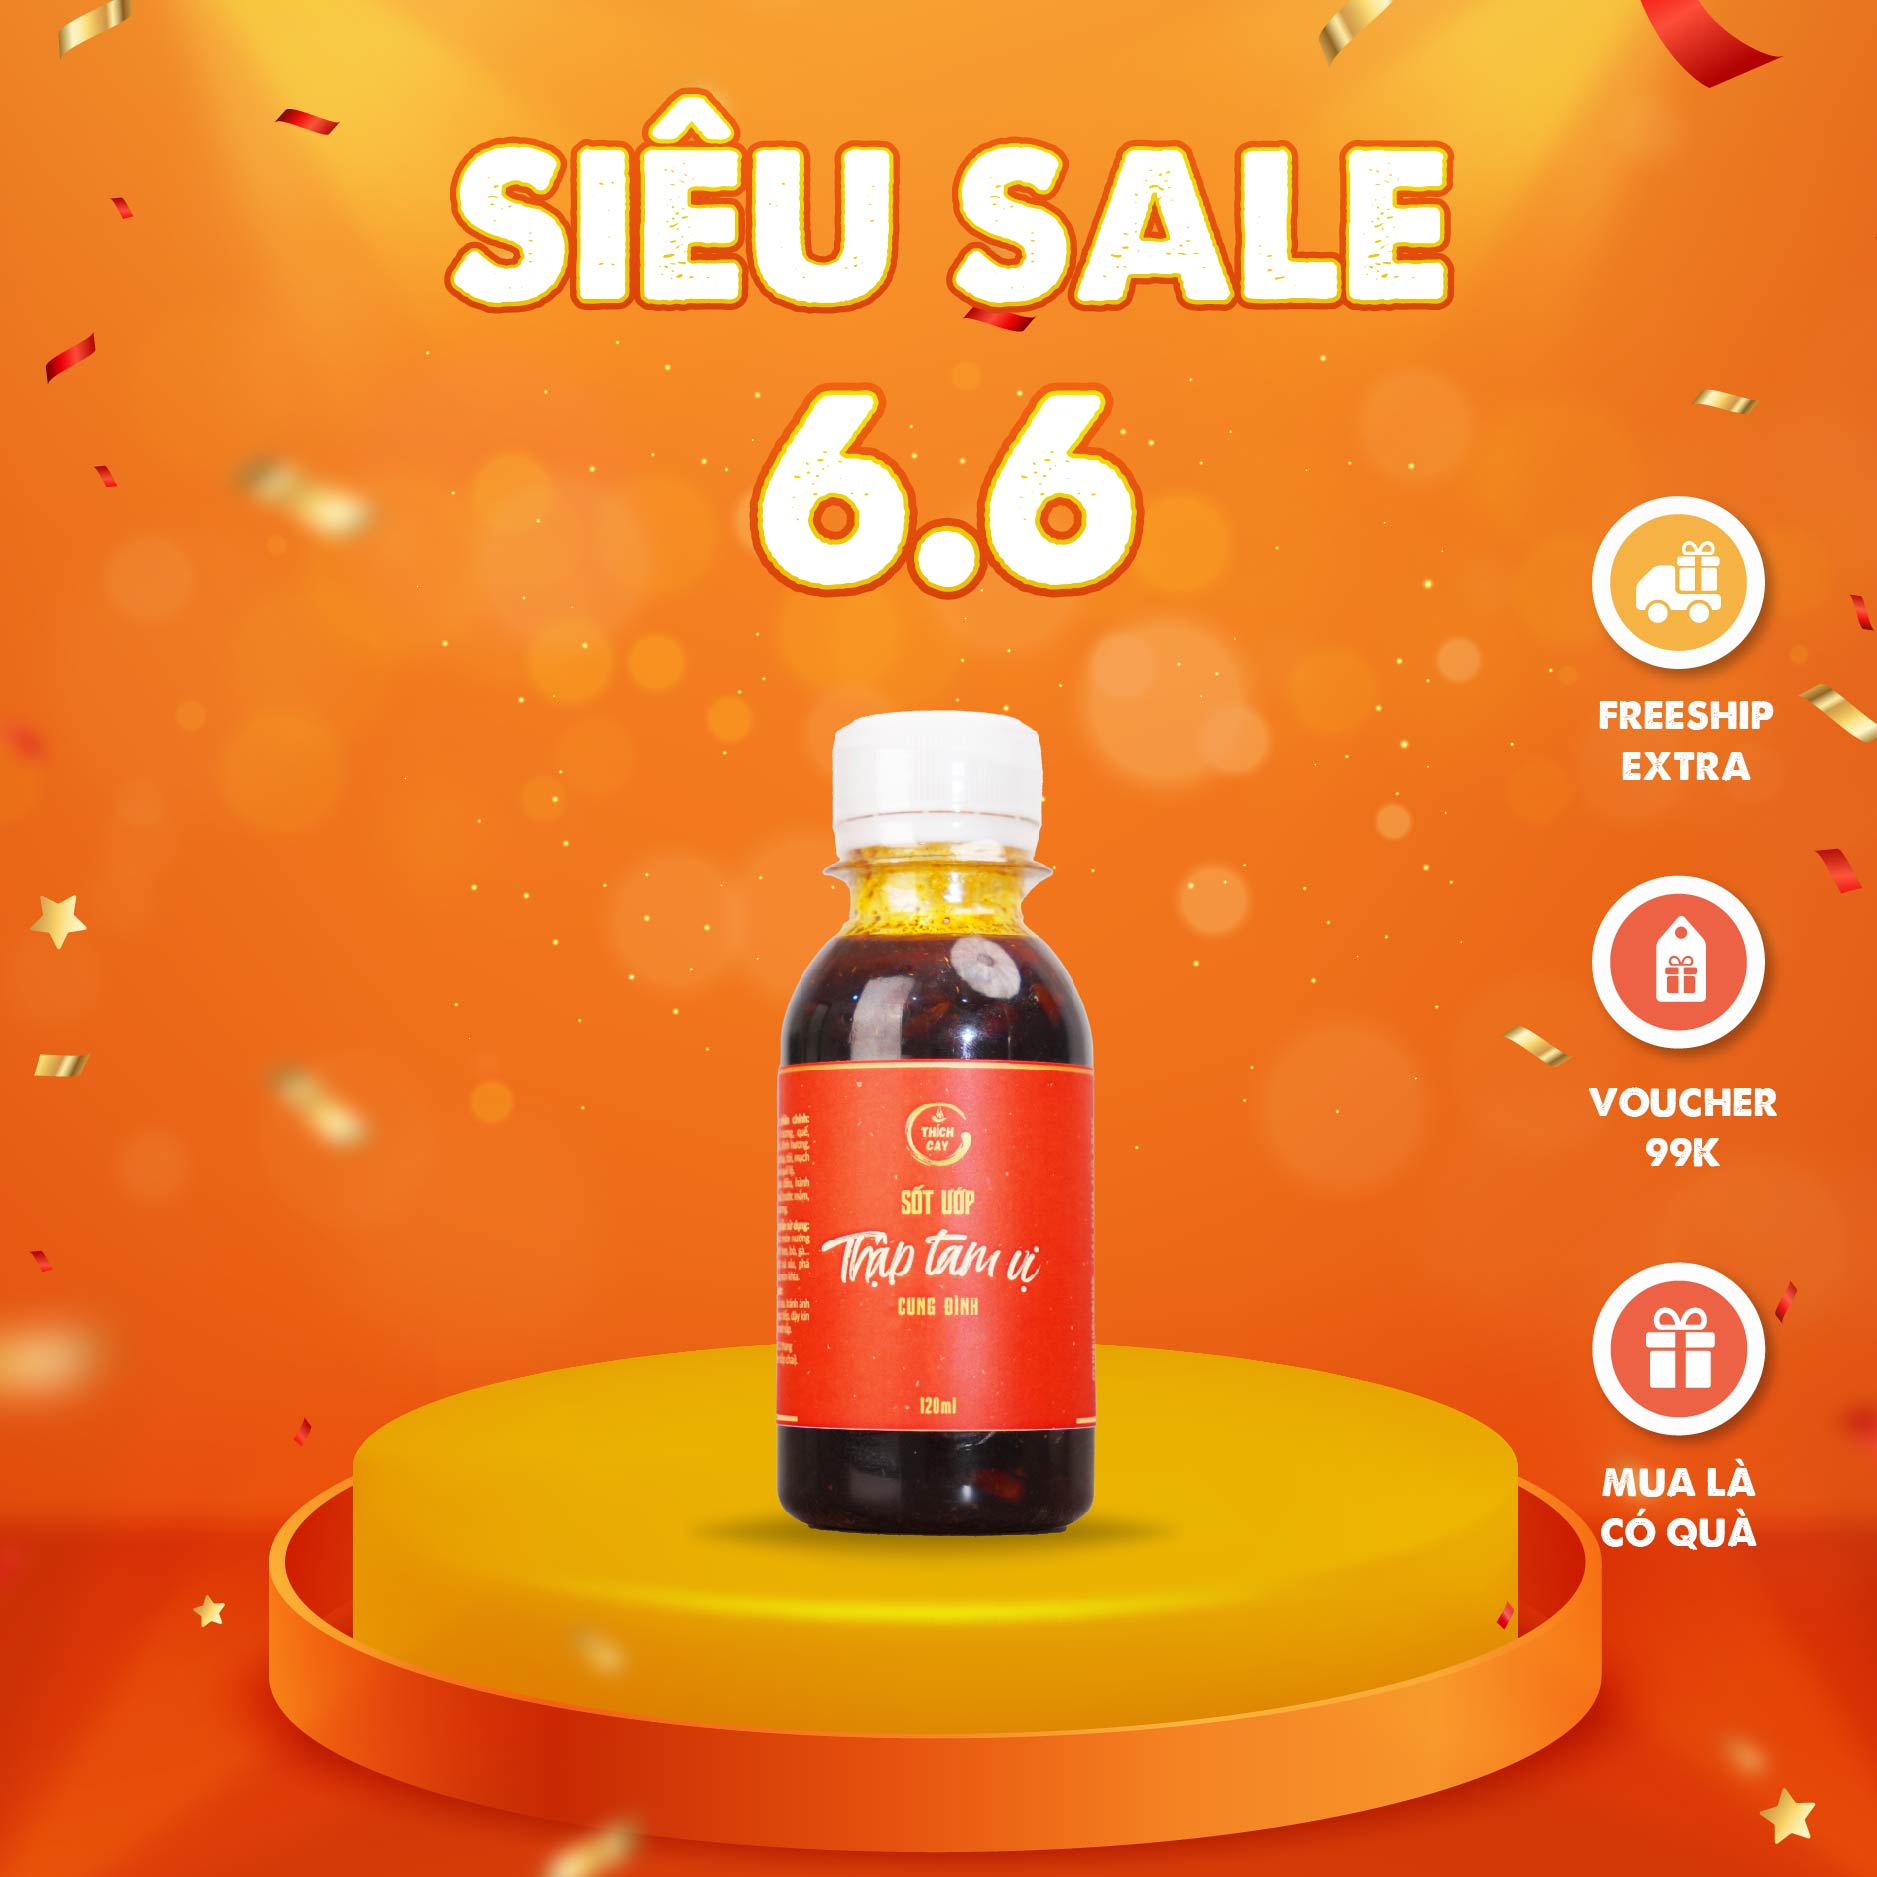 SIÊU SALE
6.6
FREESHIP
EXTRA
VOUCHER
99K
MUA LÀ
CÓ QUÀ
THÍCH
CAY
SỐT ƯỚP
Thập tam vị
CUNG ĐÌNH
120ml